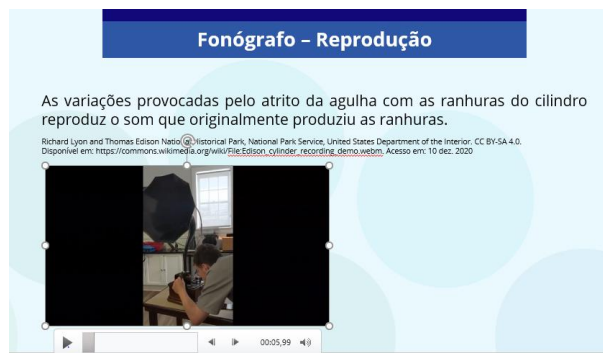 Fonógrafo – Reprodução
As variações provocadas pelo atrito da agulha com as ranhuras do cilindro
reproduz o som que originalmente produziu as ranhuras.
Richard Lyon and Thomas Edison National Historical Park, National Park Service, United States Department of the Interior. CC BY-SA 4.0.
Disponível em: https://commons.wikimedia.org/wiki/File:Edison_cylinder_recording_demo.webm. Acesso em: 10 dez. 2020
00:05,99